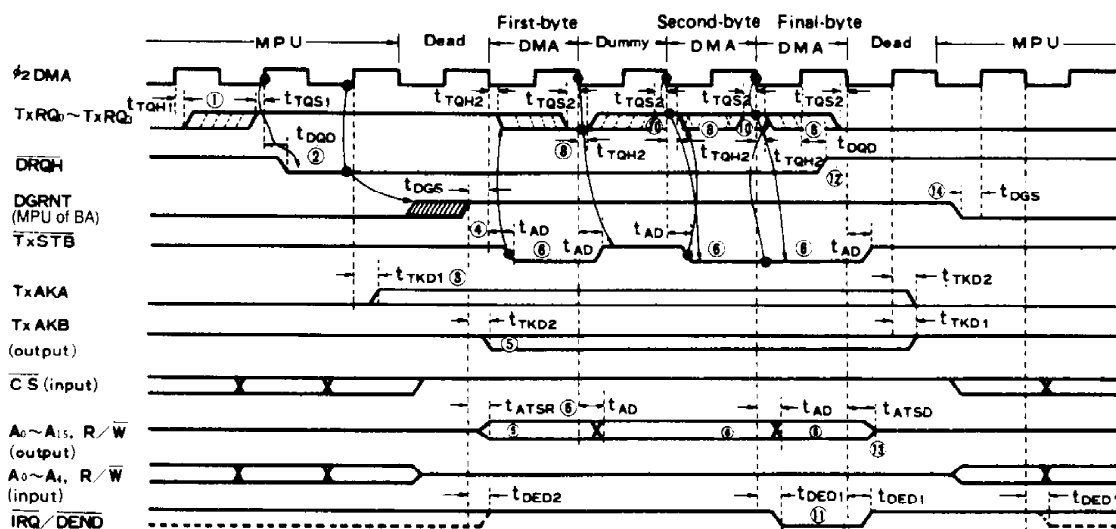 First-byte Second-byte Final-byte
MPU Dead DMA Dummy DMA DMA Dead MPU
ϕ2 DMA
tTQH1 ① tTQS1 tTQH2 tTQS2 tTQS2 tTQS2
TxRQ0~TxRQ3 ⑩ ⑧ ⑩ ⑧
tDQD ② ⑧ tTQH2 tTQH2 tTQH2 tDQD
DRQH ⑫
DGRNT tDGS ⑭ tDGS
(MPU of BA)
TxSTB ④ tAD ⑥ tAD tAD ⑥ ⑥ tAD
tTKD1 ③ tTKD2
TxAKA
TxAKB tTKD2 tTKD1
(output) ⑤
CS (input)
tATSR ⑥ tAD tAD tATSD
A0~A15, R/W ⑤ ⑥ ⑥
(output) ⑬
A0~A4, R/W
(input) tDED2 tDED1 tDED1 tDED1
IRQ/DEND ⑪